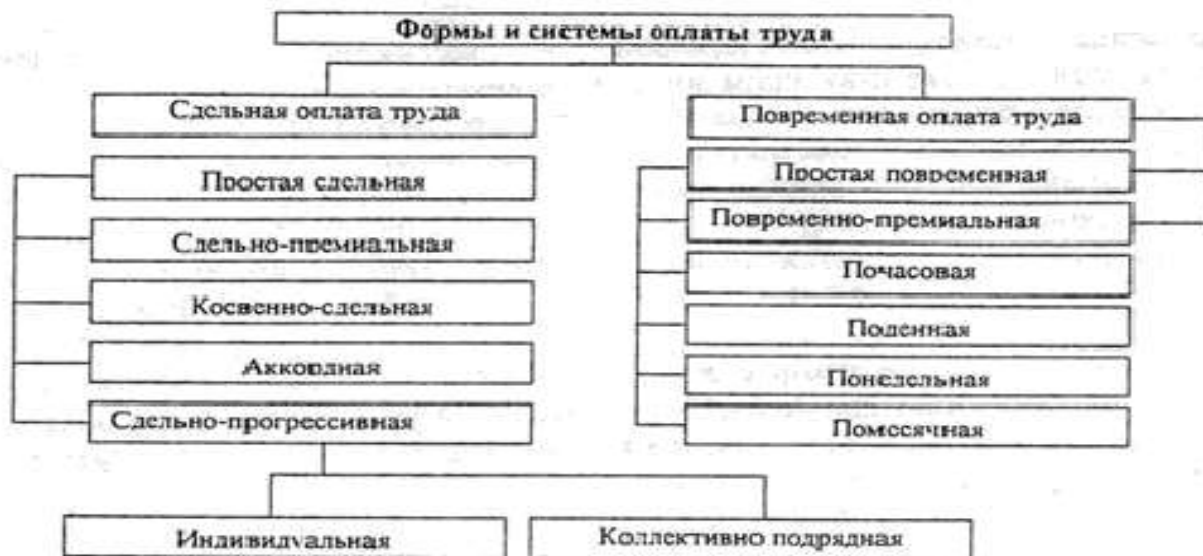 Формы и системы оплаты труда
Сдельная оплата труда
Простая сдельная
Сдельно-премиальная
Косвенно-сдельная
Аккордная
Сдельно-прогрессивная
Индивидуальная
Коллективно подрядная
Повременная оплата труда
Простая повременная
Повременно-премиальная
Почасовая
Поденная
Понедельная
Помесячная